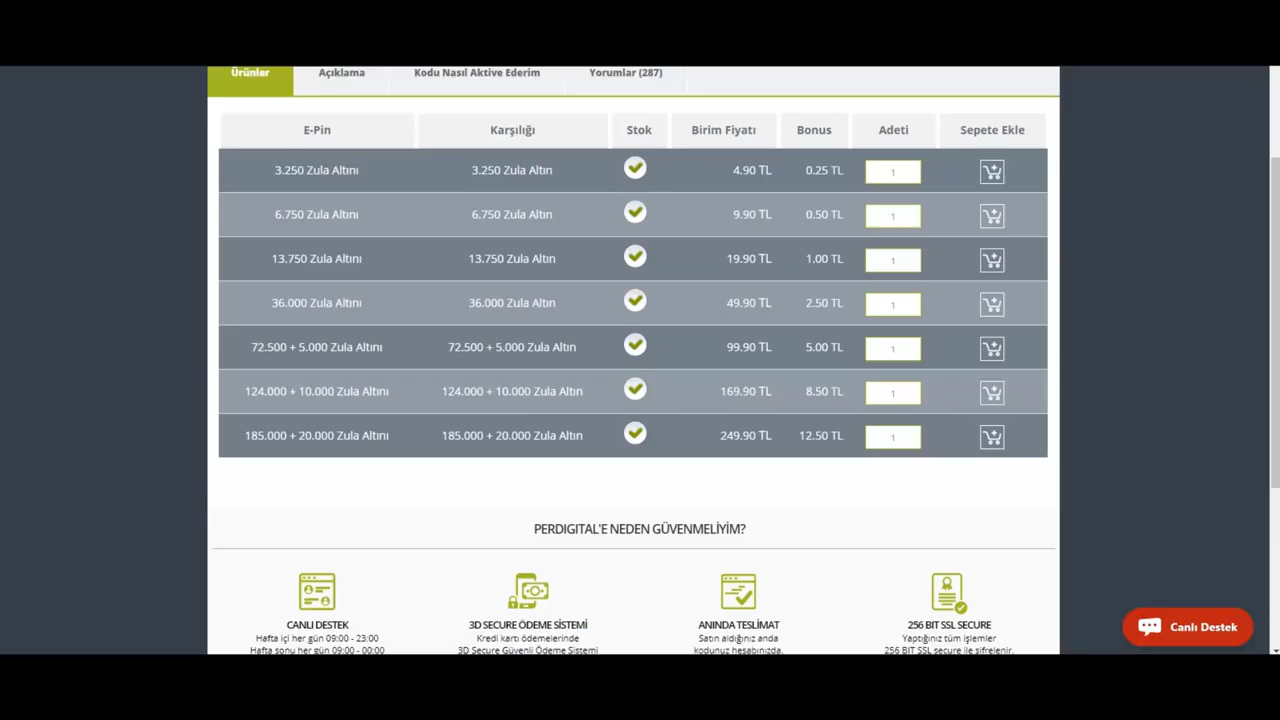 Ürünler Açıklama Kodu Nasıl Aktive Ederim Yorumlar (287)
E-Pin Karşılığı Stok Birim Fiyatı Bonus Adeti Sepete Ekle
3.250 Zula Altını 3.250 Zula Altın 4.90 TL 0.25 TL 1
6.750 Zula Altını 6.750 Zula Altın 9.90 TL 0.50 TL 1
13.750 Zula Altını 13.750 Zula Altın 19.90 TL 1.00 TL 1
36.000 Zula Altını 36.000 Zula Altın 49.90 TL 2.50 TL 1
72.500 + 5.000 Zula Altını 72.500 + 5.000 Zula Altın 99.90 TL 5.00 TL 1
124.000 + 10.000 Zula Altını 124.000 + 10.000 Zula Altın 169.90 TL 8.50 TL 1
185.000 + 20.000 Zula Altını 185.000 + 20.000 Zula Altın 249.90 TL 12.50 TL 1
PERDIGITAL'E NEDEN GÜVENMELİYİM?
CANLI DESTEK 3D SECURE ÖDEME SİSTEMİ ANINDA TESLİMAT 256 BIT SSL SECURE
Hafta içi her gün 09:00 - 23:00 Kredi kartı ödemelerinde Satın aldığınız anda Yaptığınız tüm işlemler
Hafta sonu her gün 09:00 - 00:00 3D Secure Güvenli Ödeme Sistemi kodunuz hesabınızda. 256 BIT SSL secure ile şifrelenir.
Canlı Destek